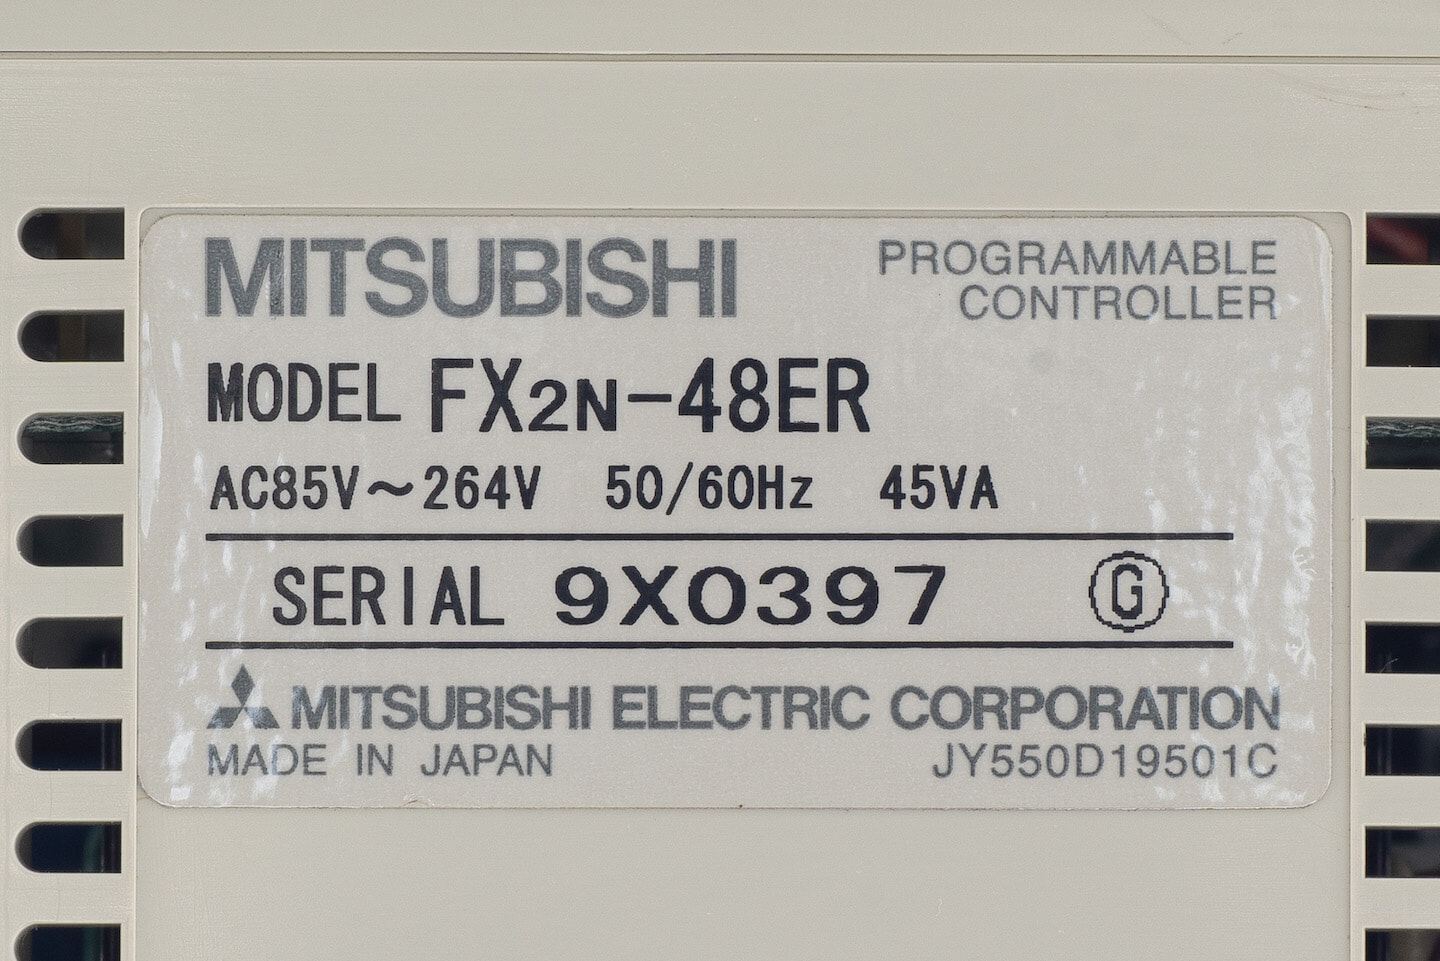 MITSUBISHI
PROGRAMMABLE
CONTROLLER
MODEL FX2N-48ER
AC85V～264V 50/60Hz 45VA
SERIAL 9X0397 G
MITSUBISHI ELECTRIC CORPORATION
MADE IN JAPAN JY550D19501C